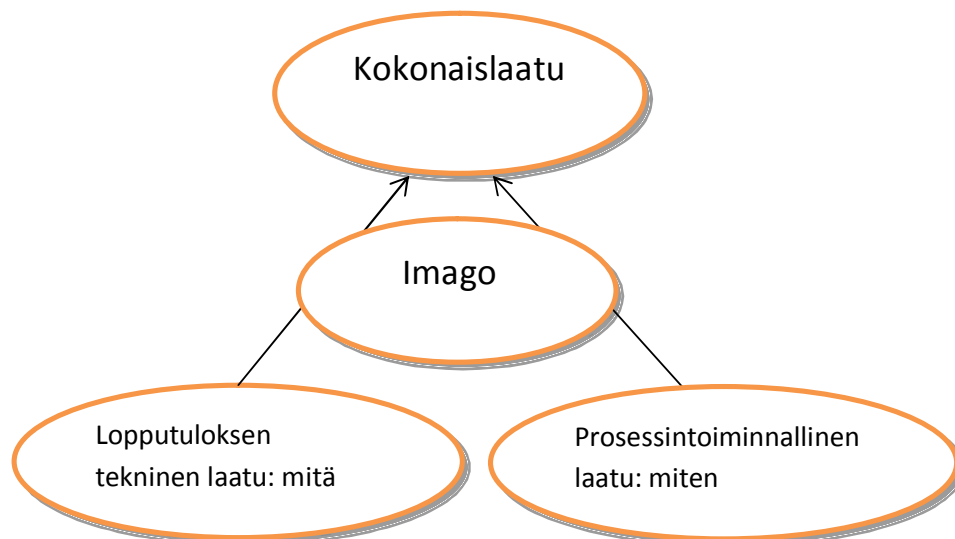 Kokonaislaatu
Imago
Lopputuloksen
tekninen laatu: mitä
Prosessintoiminnallinen
laatu: miten